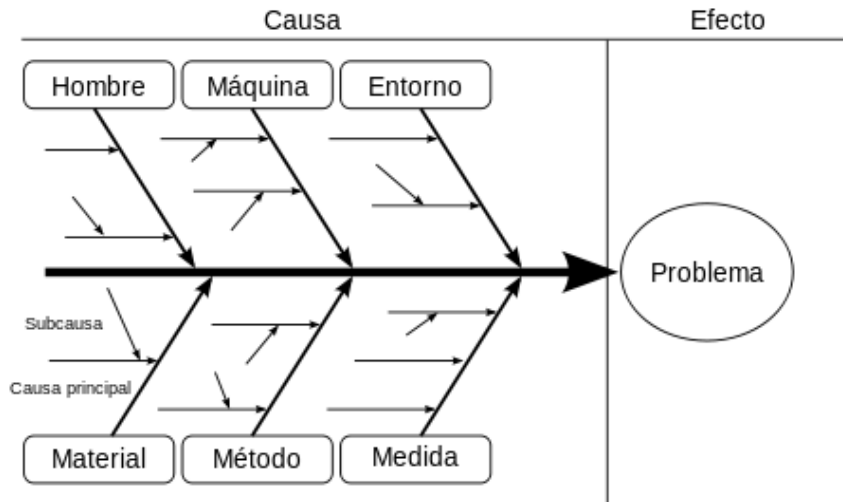 Causa
Efecto
Hombre
Máquina
Entorno
Problema
Subcausa
Causa principal
Material
Método
Medida